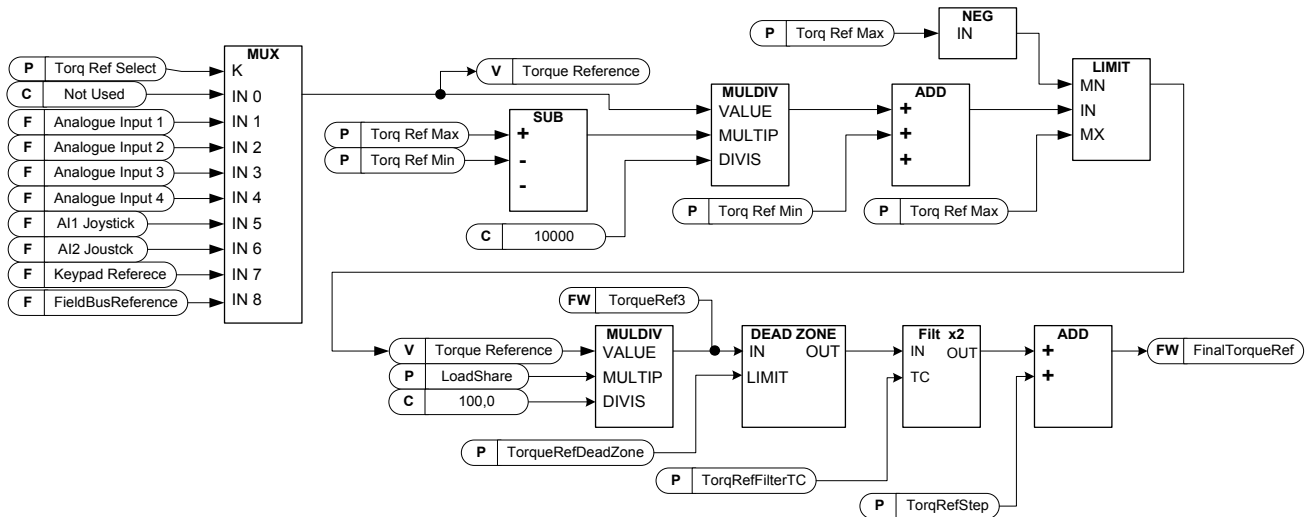 NEG
P Torq Ref Max
IN
MUX
P Torq Ref Select
K
C Not Used
IN 0
F Analogue Input 1
IN 1
F Analogue Input 2
IN 2
F Analogue Input 3
IN 3
F Analogue Input 4
IN 4
F AI1 Joystick
IN 5
F AI2 Joustck
IN 6
F Keypad Referece
IN 7
F FieldBusReference
IN 8
V Torque Reference
SUB
P Torq Ref Max
+
P Torq Ref Min
-
-
C 10000
MULDIV
VALUE
MULTIP
DIVIS
ADD
+
+
+
P Torq Ref Min
P Torq Ref Max
LIMIT
MN
IN
MX
FW TorqueRef3
MULDIV
V Torque Reference
VALUE
P LoadShare
MULTIP
C 100,0
DIVIS
DEAD ZONE
IN OUT
LIMIT
P TorqueRefDeadZone
Filt x2
IN OUT
TC
P TorqRefFilterTC
ADD
+
+
P TorqRefStep
FW FinalTorqueRef